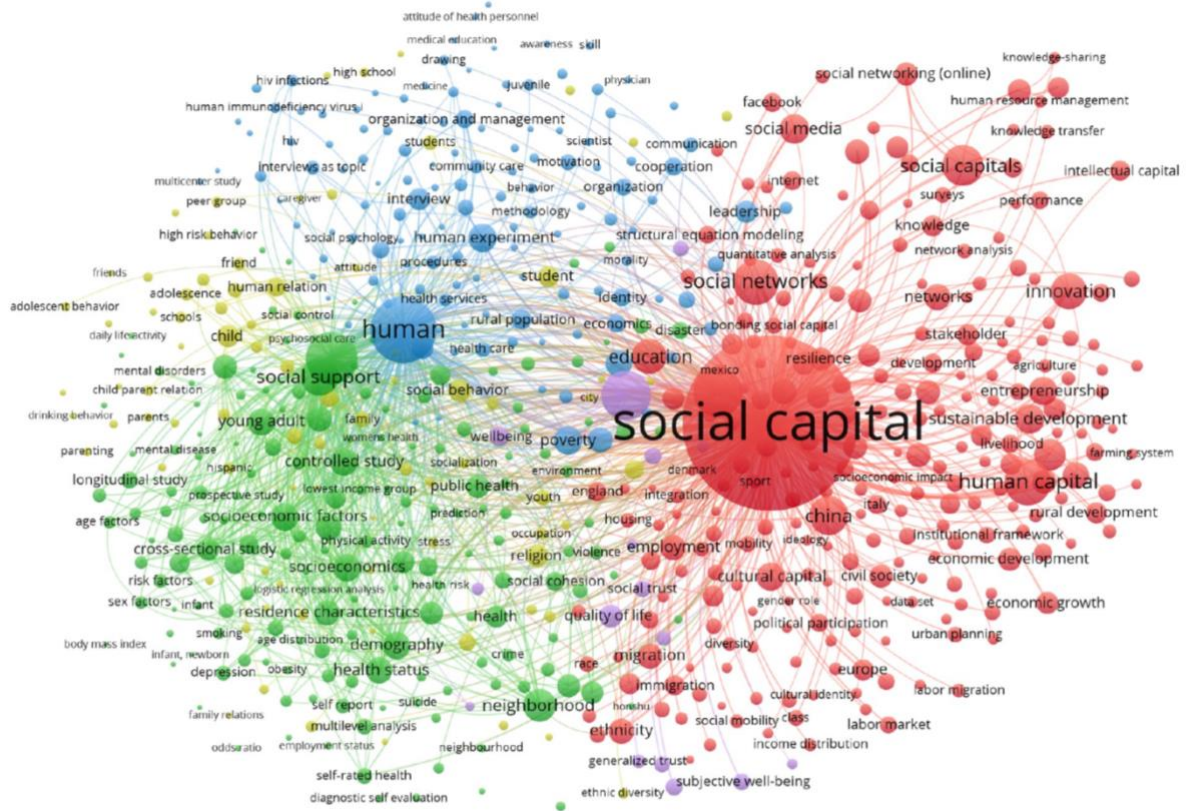 attitude of health personnel
medical education
awareness
skill
drawing
knowledge-sharing
high school
hiv infections
medicine
juvenile
physician
social networking (online)
human immunodeficiency virus
facebook
human resource management
organization and management
social media
knowledge transfer
hiv
students
scientist
communication
interviews as topic
community care
motivation
cooperation
social capitals
intellectual capital
multicenter study
internet
peer group
caregiver
interview
behavior
organization
surveys
performance
methodology
leadership
knowledge
high risk behavior
social psychology
human experiment
structural equation modeling
network analysis
friend
procedures
morality
quantitative analysis
friends
attitude
student
social networks
adolescence
human relation
health services
identity
networks
innovation
adolescent behavior
schools
social control
human
rural population
economics
disaster
bonding social capital
daily life activity
child
psychosocial care
health care
education
resilience
stakeholder
mental disorders
social support
mexico
development
agriculture
child parent relation
social behavior
city
entrepreneurship
drinking behavior
parents
young adult
family
social capital
sustainable development
parenting
mental disease
womens health
wellbeing
poverty
livelihood
farming system
hispanic
controlled study
socialization
environment
denmark
longitudinal study
prospective study
lowest income group
public health
youth
england
integration
sport
socioeconomic impact
human capital
age factors
socioeconomic factors
prediction
housing
china
italy
rural development
cross-sectional study
physical activity
stress
occupation
religion
violence
employment
mobility
ideology
institutional framework
risk factors
socioeconomics
health risk
social cohesion
social trust
cultural capital
civil society
economic development
sex factors
infant
logistic regression analysis
residence characteristics
health
quality of life
gender role
data set
economic growth
smoking
age distribution
demography
political participation
urban planning
body mass index
infant, newborn
crime
race
migration
diversity
depression
obesity
health status
immigration
europe
family relations
self report
suicide
neighborhood
honshu
cultural identity
labor migration
multilevel analysis
ethnicity
social mobility
class
labor market
odds ratio
employment status
neighbourhood
income distribution
self-rated health
generalized trust
subjective well-being
diagnostic self evaluation
ethnic diversity